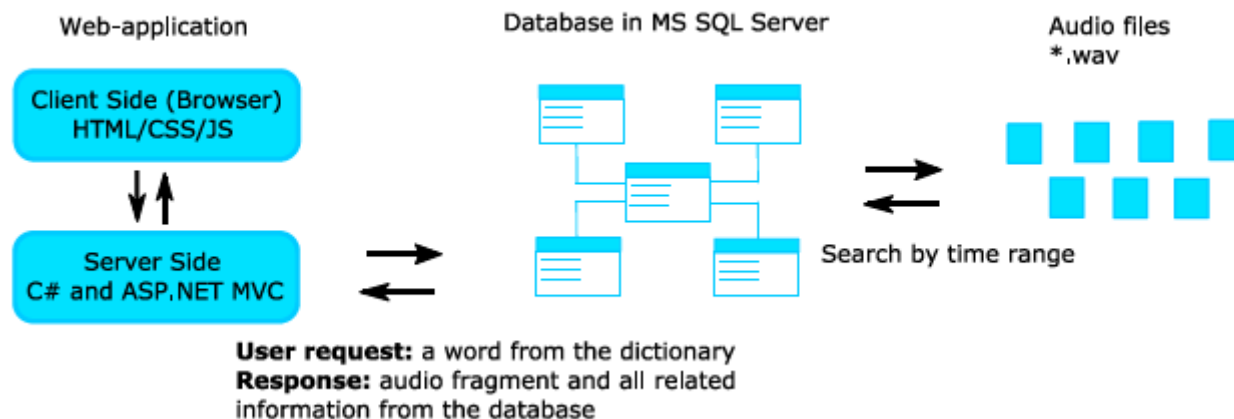 Web-application
Database in MS SQL Server
Audio files
*.wav
Client Side (Browser)
HTML/CSS/JS
Server Side
C# and ASP.NET MVC
Search by time range
User request: a word from the dictionary
Response: audio fragment and all related
information from the database